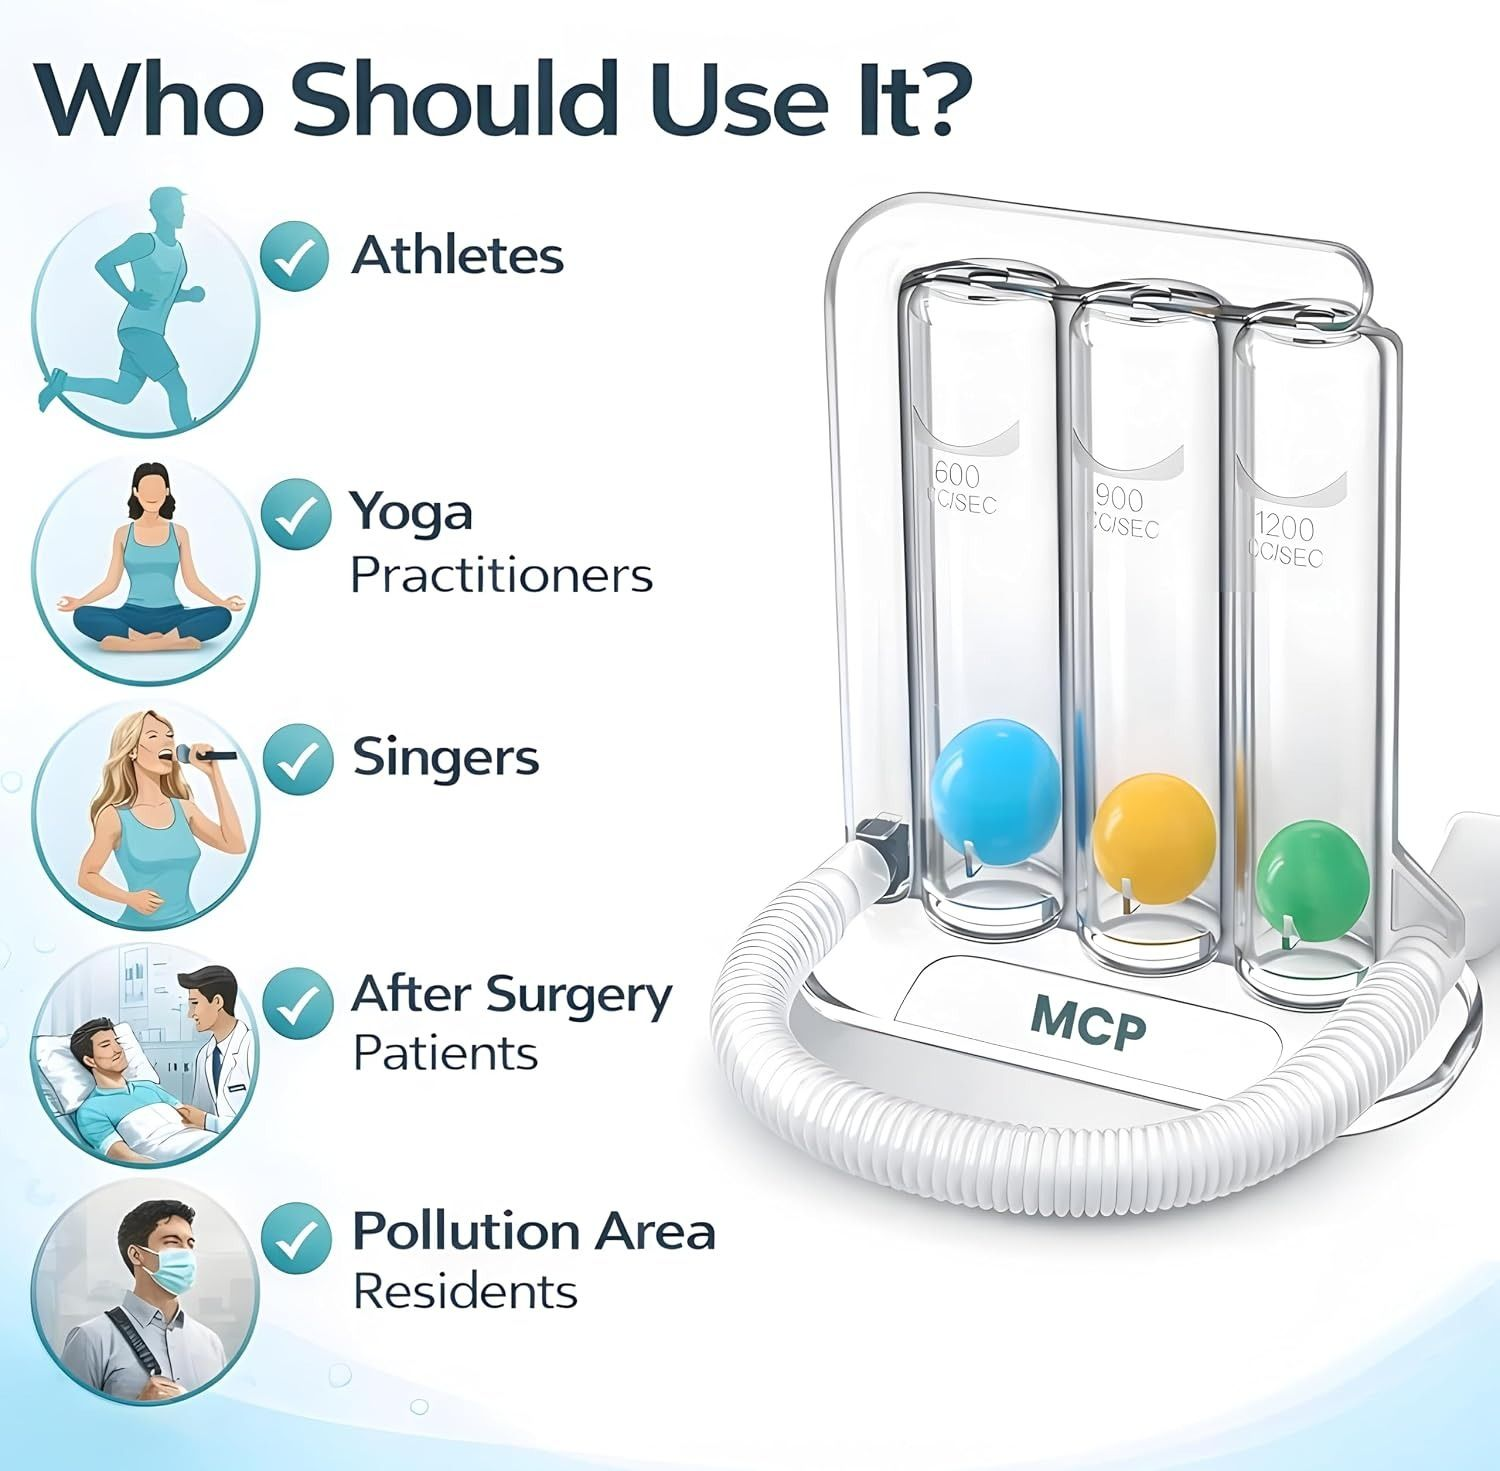 Who Should Use It?
Athletes
Yoga
Practitioners
Singers
After Surgery
Patients
Pollution Area
Residents
600
CC/SEC
900
CC/SEC
1200
CC/SEC
MCP